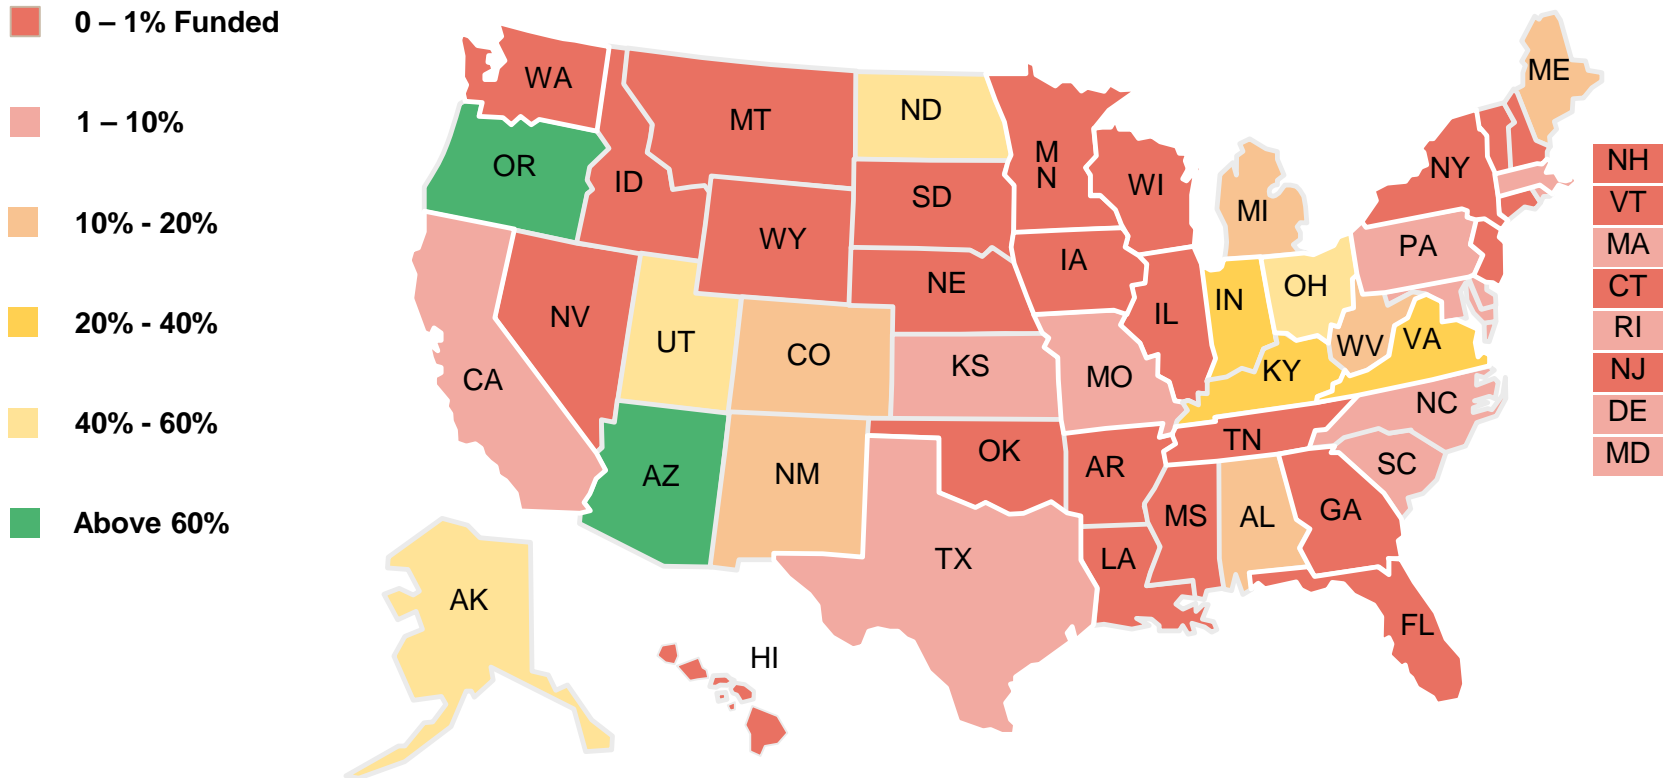 0 – 1% Funded
1 – 10%
10% - 20%
20% - 40%
40% - 60%
Above 60%
WA
OR
CA
NV
ID
MT
WY
UT
AZ
CO
NM
ND
SD
NE
KS
OK
TX
M
N
IA
MO
AR
LA
WI
IL
MI
IN
OH
KY
TN
MS
AL
GA
FL
SC
NC
VA
WV
PA
NY
ME
AK
HI
NH
VT
MA
CT
RI
NJ
DE
MD